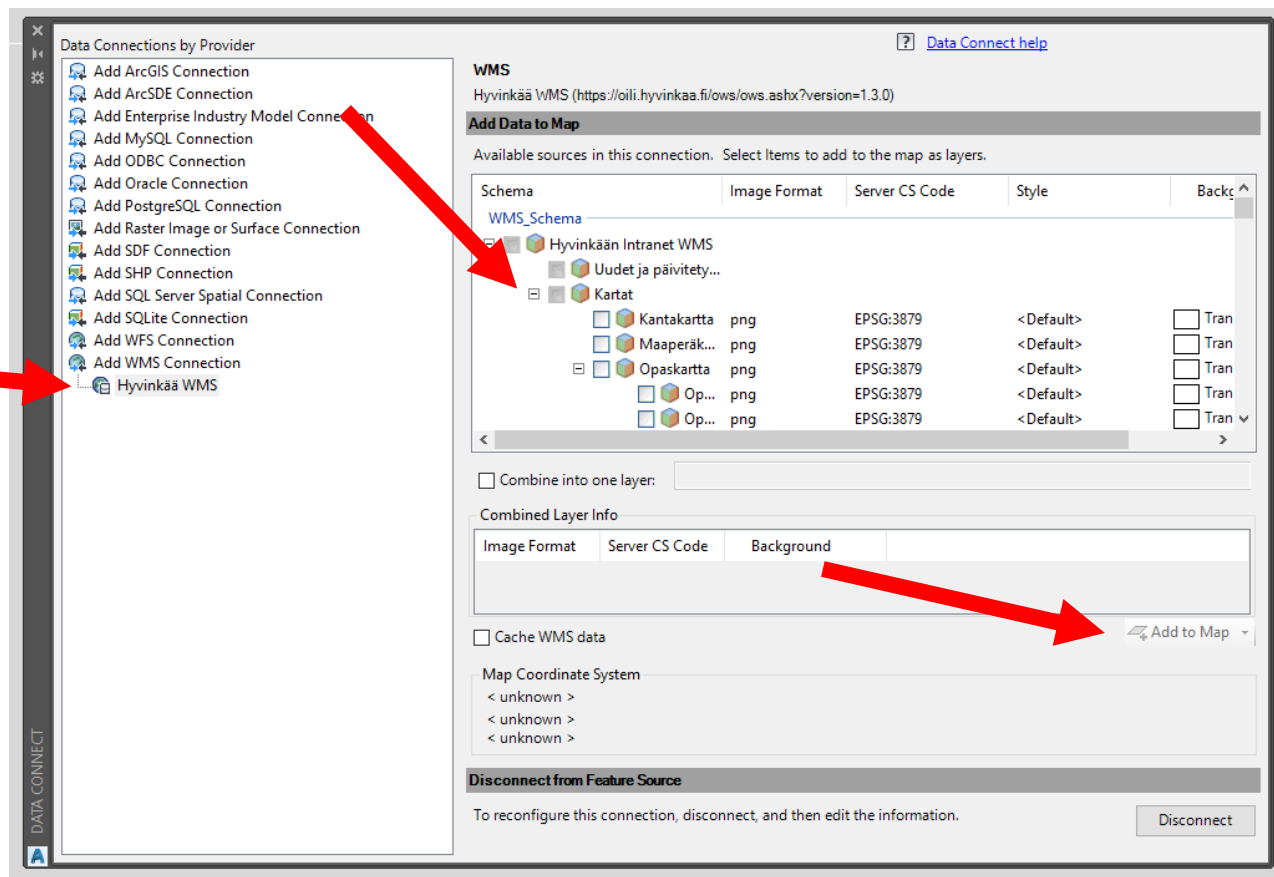 Data Connections by Provider
Add ArcGIS Connection
Add ArcSDE Connection
Add Enterprise Industry Model Connection
Add MySQL Connection
Add ODBC Connection
Add Oracle Connection
Add PostgreSQL Connection
Add Raster Image or Surface Connection
Add SDF Connection
Add SHP Connection
Add SQL Server Spatial Connection
Add SQLite Connection
Add WFS Connection
Add WMS Connection
Hyvinkää WMS
DATA CONNECT
A
? Data Connect help
WMS
Hyvinkää WMS (https://oili.hyvinkaa.fi/ows/ows.ashx?version=1.3.0)
Add Data to Map
Available sources in this connection. Select Items to add to the map as layers.
Schema Image Format Server CS Code Style Backg
WMS_Schema
Hyvinkään Intranet WMS
Uudet ja päivitety...
Kartat
Kantakartta png EPSG:3879 <Default> Tran
Maaperäk... png EPSG:3879 <Default> Tran
Opaskartta png EPSG:3879 <Default> Tran
Op... png EPSG:3879 <Default> Tran
Op... png EPSG:3879 <Default> Tran
Combine into one layer:
Combined Layer Info
Image Format Server CS Code Background
Cache WMS data
Add to Map
Map Coordinate System
< unknown >
< unknown >
< unknown >
Disconnect from Feature Source
To reconfigure this connection, disconnect, and then edit the information.
Disconnect